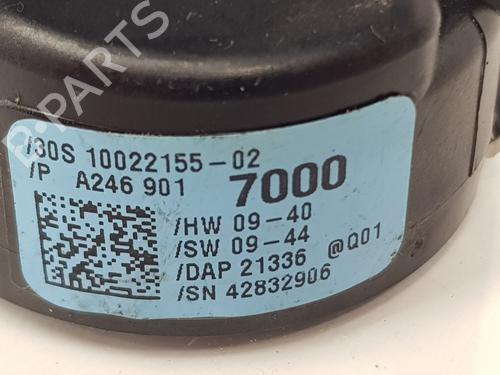 /30S 10022155-02
/P A246 901 7000
/HW 09-40
/SW 09-44
/DAP 21336 @Q01
/SN 42832906
B-PARTS